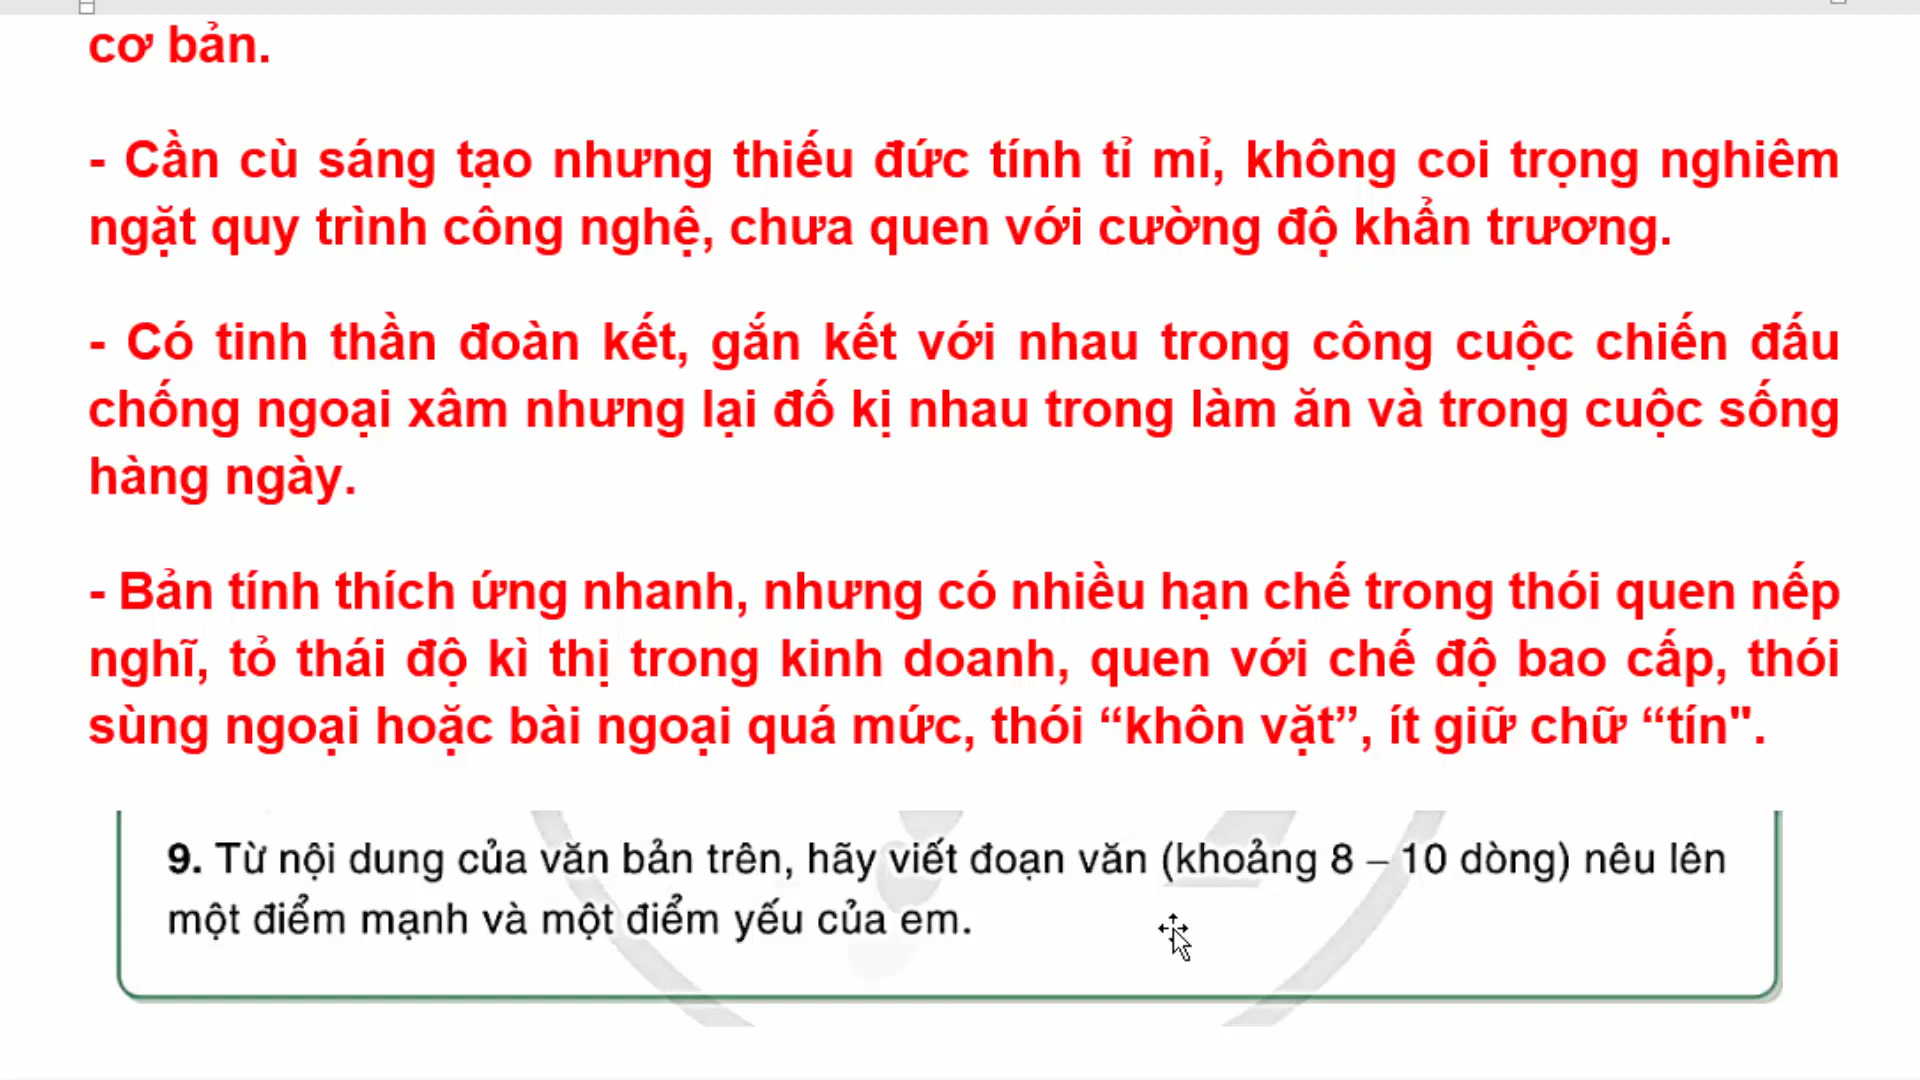 cơ bản.
- Cần cù sáng tạo nhưng thiếu đức tính tỉ mỉ, không coi trọng nghiêm
ngặt quy trình công nghệ, chưa quen với cường độ khẩn trương.
- Có tinh thần đoàn kết, gắn kết với nhau trong công cuộc chiến đấu
chống ngoại xâm nhưng lại đố kị nhau trong làm ăn và trong cuộc sống
hàng ngày.
- Bản tính thích ứng nhanh, nhưng có nhiều hạn chế trong thói quen nếp
nghĩ, tỏ thái độ kì thị trong kinh doanh, quen với chế độ bao cấp, thói
sùng ngoại hoặc bài ngoại quá mức, thói “khôn vặt”, ít giữ chữ “tín".
9. Từ nội dung của văn bản trên, hãy viết đoạn văn (khoảng 8 – 10 dòng) nêu lên
một điểm mạnh và một điểm yếu của em.